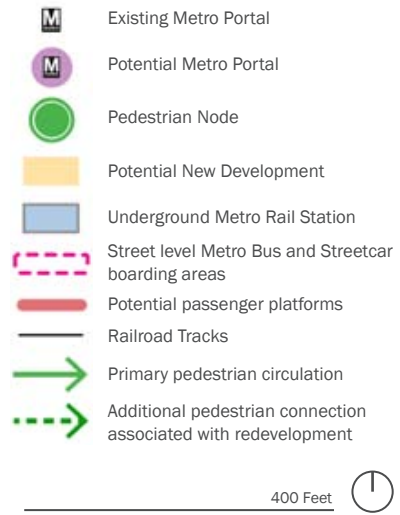 M Existing Metro Portal
M Potential Metro Portal
Pedestrian Node
Potential New Development
Underground Metro Rail Station
Street level Metro Bus and Streetcar
boarding areas
Potential passenger platforms
Railroad Tracks
Primary pedestrian circulation
Additional pedestrian connection
associated with redevelopment
400 Feet